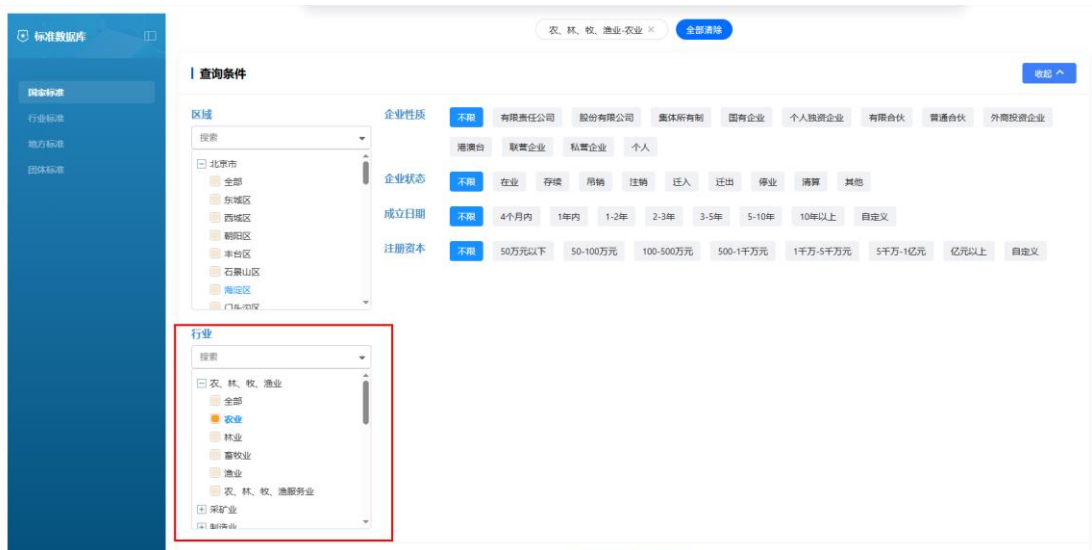 标准数据库
国家标准
行业标准
地方标准
团体标准
农、林、牧、渔业-农业 ×
全部清除
查询条件
收起
区域
搜索
北京市
全部
东城区
西城区
朝阳区
丰台区
石景山区
海淀区
门头沟区
行业
搜索
农、林、牧、渔业
全部
农业
林业
畜牧业
渔业
农、林、牧、渔服务业
采矿业
制造业
企业性质 不限 有限责任公司 股份有限公司 集体所有制 国有企业 个人独资企业 有限合伙 普通合伙 外商投资企业
港澳台 联营企业 私营企业 个人
企业状态 不限 在业 存续 吊销 注销 迁入 迁出 停业 清算 其他
成立日期 不限 4个月内 1年内 1-2年 2-3年 3-5年 5-10年 10年以上 自定义
注册资本 不限 50万元以下 50-100万元 100-500万元 500-1千万元 1千万-5千万元 5千万-1亿元 亿元以上 自定义